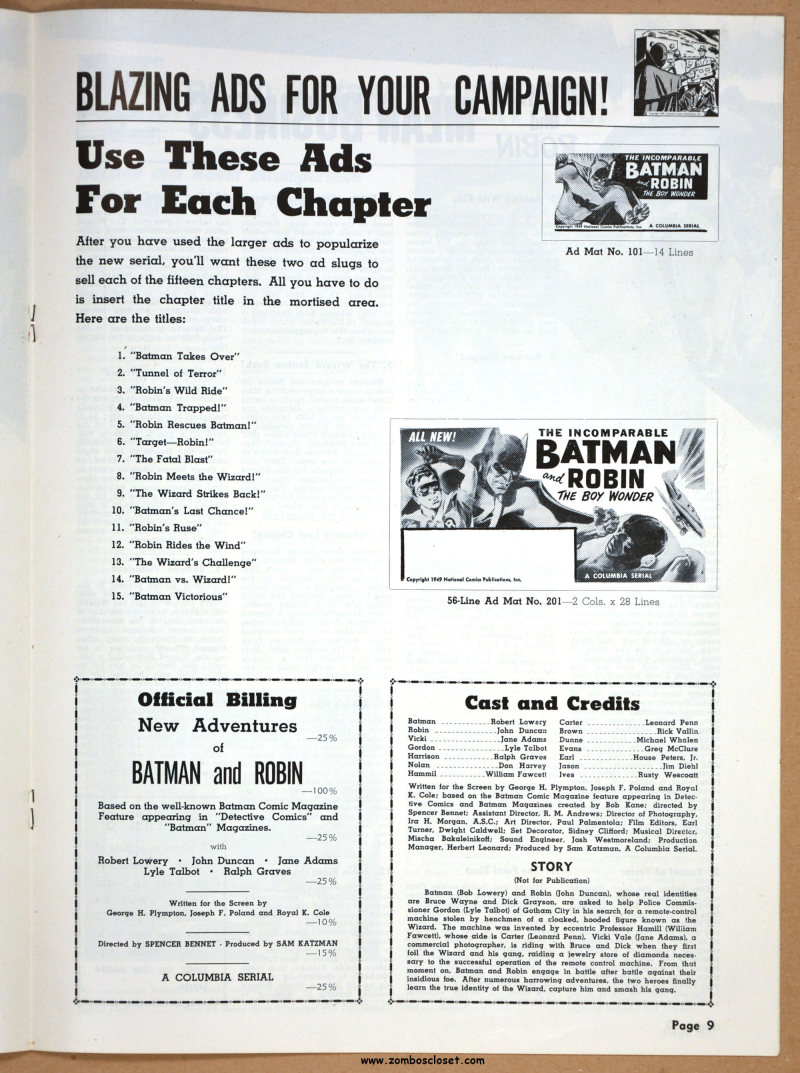 BLAZING ADS FOR YOUR CAMPAIGN!
Use These Ads
For Each Chapter
After you have used the larger ads to popularize
the new serial, you'll want these two ad slugs to
sell each of the fifteen chapters. All you have to do
is insert the chapter title in the mortised area.
Here are the titles:
1. "Batman Takes Over"
2. "Tunnel of Terror"
3. "Robin's Wild Ride"
4. "Batman Trapped!"
5. "Robin Rescues Batman!"
6. "Target—Robin!"
7. "The Fatal Blast"
8. "Robin Meets the Wizard!"
9. "The Wizard Strikes Back!"
10. "Batman's Last Chance!"
11. "Robin's Ruse"
12. "Robin Rides the Wind"
13. "The Wizard's Challenge"
14. "Batman vs. Wizard!"
15. "Batman Victorious"
THE INCOMPARABLE
BATMAN
and ROBIN
THE BOY WONDER
Copyright 1949 National Comics Publications, Inc.
A COLUMBIA SERIAL
Ad Mat No. 101—14 Lines
ALL NEW!
THE INCOMPARABLE
BATMAN
and ROBIN
THE BOY WONDER
A COLUMBIA SERIAL
Copyright 1949 National Comics Publications, Inc.
56-Line Ad Mat No. 201—2 Cols. x 28 Lines
Official Billing
New Adventures
—25%
of
BATMAN and ROBIN
—100%
Based on the well-known Batman Comic Magazine
Feature appearing in "Detective Comics" and
"Batman" Magazines.
—25%
with
Robert Lowery • John Duncan • Jane Adams
Lyle Talbot • Ralph Graves
—25%
Written for the Screen by
George H. Plympton, Joseph F. Poland and Royal K. Cole
—10%
Directed by SPENCER BENNET - Produced by SAM KATZMAN
—15%
A COLUMBIA SERIAL
—25%
Cast and Credits
Batman ............Robert Lowery
Robin ................John Duncan
Vicki ..................Jane Adams
Gordon ................Lyle Talbot
Harrison ...........Ralph Graves
Nolan ..................Don Harvey
Hammil ...........William Fawcett
Carter ..............Leonard Penn
Brown ....................Rick Vallin
Dunne .............Michael Whalen
Evans ................Greg McClure
Earl ................House Peters, Jr.
Jason ......................Jim Diehl
Ives ................Rusty Wescoatt
Written for the Screen by George H. Plympton, Joseph F. Poland and Royal
K. Cole; based on the Batman Comic Magazine feature appearing in Detec-
tive Comics and Batman Magazines created by Bob Kane; directed by
Spencer Bennet; Assistant Director, R. M. Andrews; Director of Photography,
Ira H. Morgan, A.S.C.; Art Director, Paul Palmentola; Film Editors, Earl
Turner, Dwight Caldwell; Set Decorator, Sidney Clifford; Musical Director,
Mischa Bakaleinikoff; Sound Engineer, Josh Westmoreland; Production
Manager, Herbert Leonard; Produced by Sam Katzman. A Columbia Serial.
STORY
(Not for Publication)
Batman (Bob Lowery) and Robin (John Duncan), whose real identities
are Bruce Wayne and Dick Grayson, are asked to help Police Commis-
sioner Gordon (Lyle Talbot) of Gotham City in his search for a remote-control
machine stolen by henchmen of a cloaked, hooded figure known as the
Wizard. The machine was invented by eccentric Professor Hamill (William
Fawcett), whose aide is Carter (Leonard Penn). Vicki Vale (Jane Adams), a
commercial photographer, is riding with Bruce and Dick when they first
foil the Wizard and his gang, raiding a jewelry store of diamonds neces-
sary to the successful operation of the remote control machine. From that
moment on, Batman and Robin engage in battle after battle against their
insidious foe. After numerous harrowing adventures, the two heroes finally
learn the true identity of the Wizard, capture him and smash his gang.
Page 9
www.zomboscloset.com